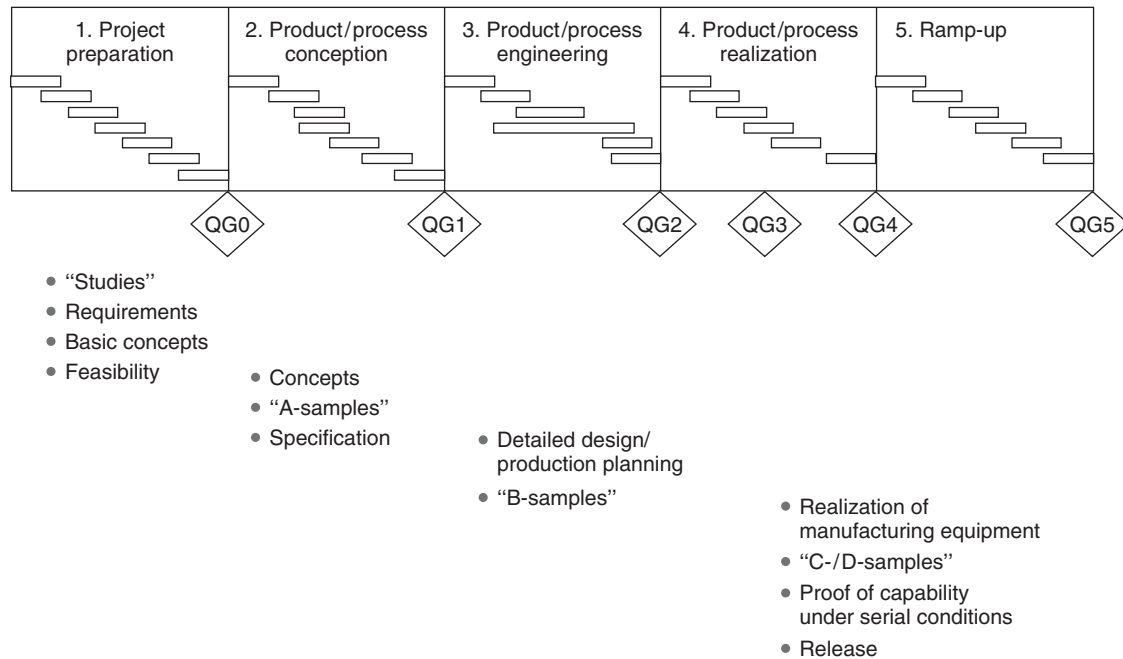 1. Project
preparation
2. Product/process
conception
3. Product/process
engineering
4. Product/process
realization
5. Ramp-up
QG0
QG1
QG2
QG3
QG4
QG5
“Studies”
Requirements
Basic concepts
Feasibility
Concepts
“A-samples”
Specification
Detailed design/
production planning
“B-samples”
Realization of
manufacturing equipment
“C-/D-samples”
Proof of capability
under serial conditions
Release